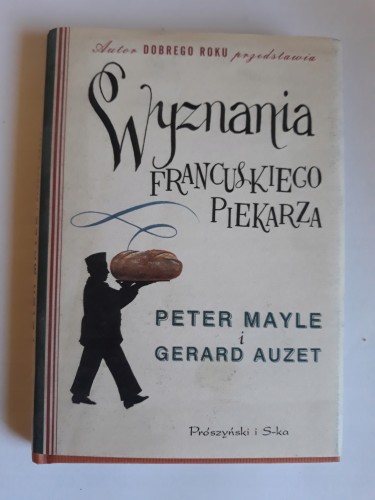 Autor DOBREGO ROKU przedstawia
Wyznania
FRANCUSKIEGO
PIEKARZA
PETER MAYLE
i
GERARD AUZET
Prószyński i S-ka